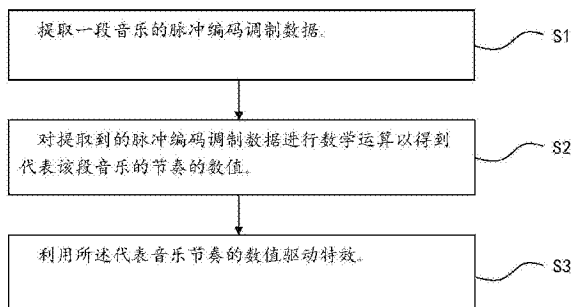 提取一段音乐的脉冲编码调制数据。
S1
对提取到的脉冲编码调制数据进行数学运算以得到
代表该段音乐的节奏的数值。
S2
利用所述代表音乐节奏的数值驱动特效。
S3